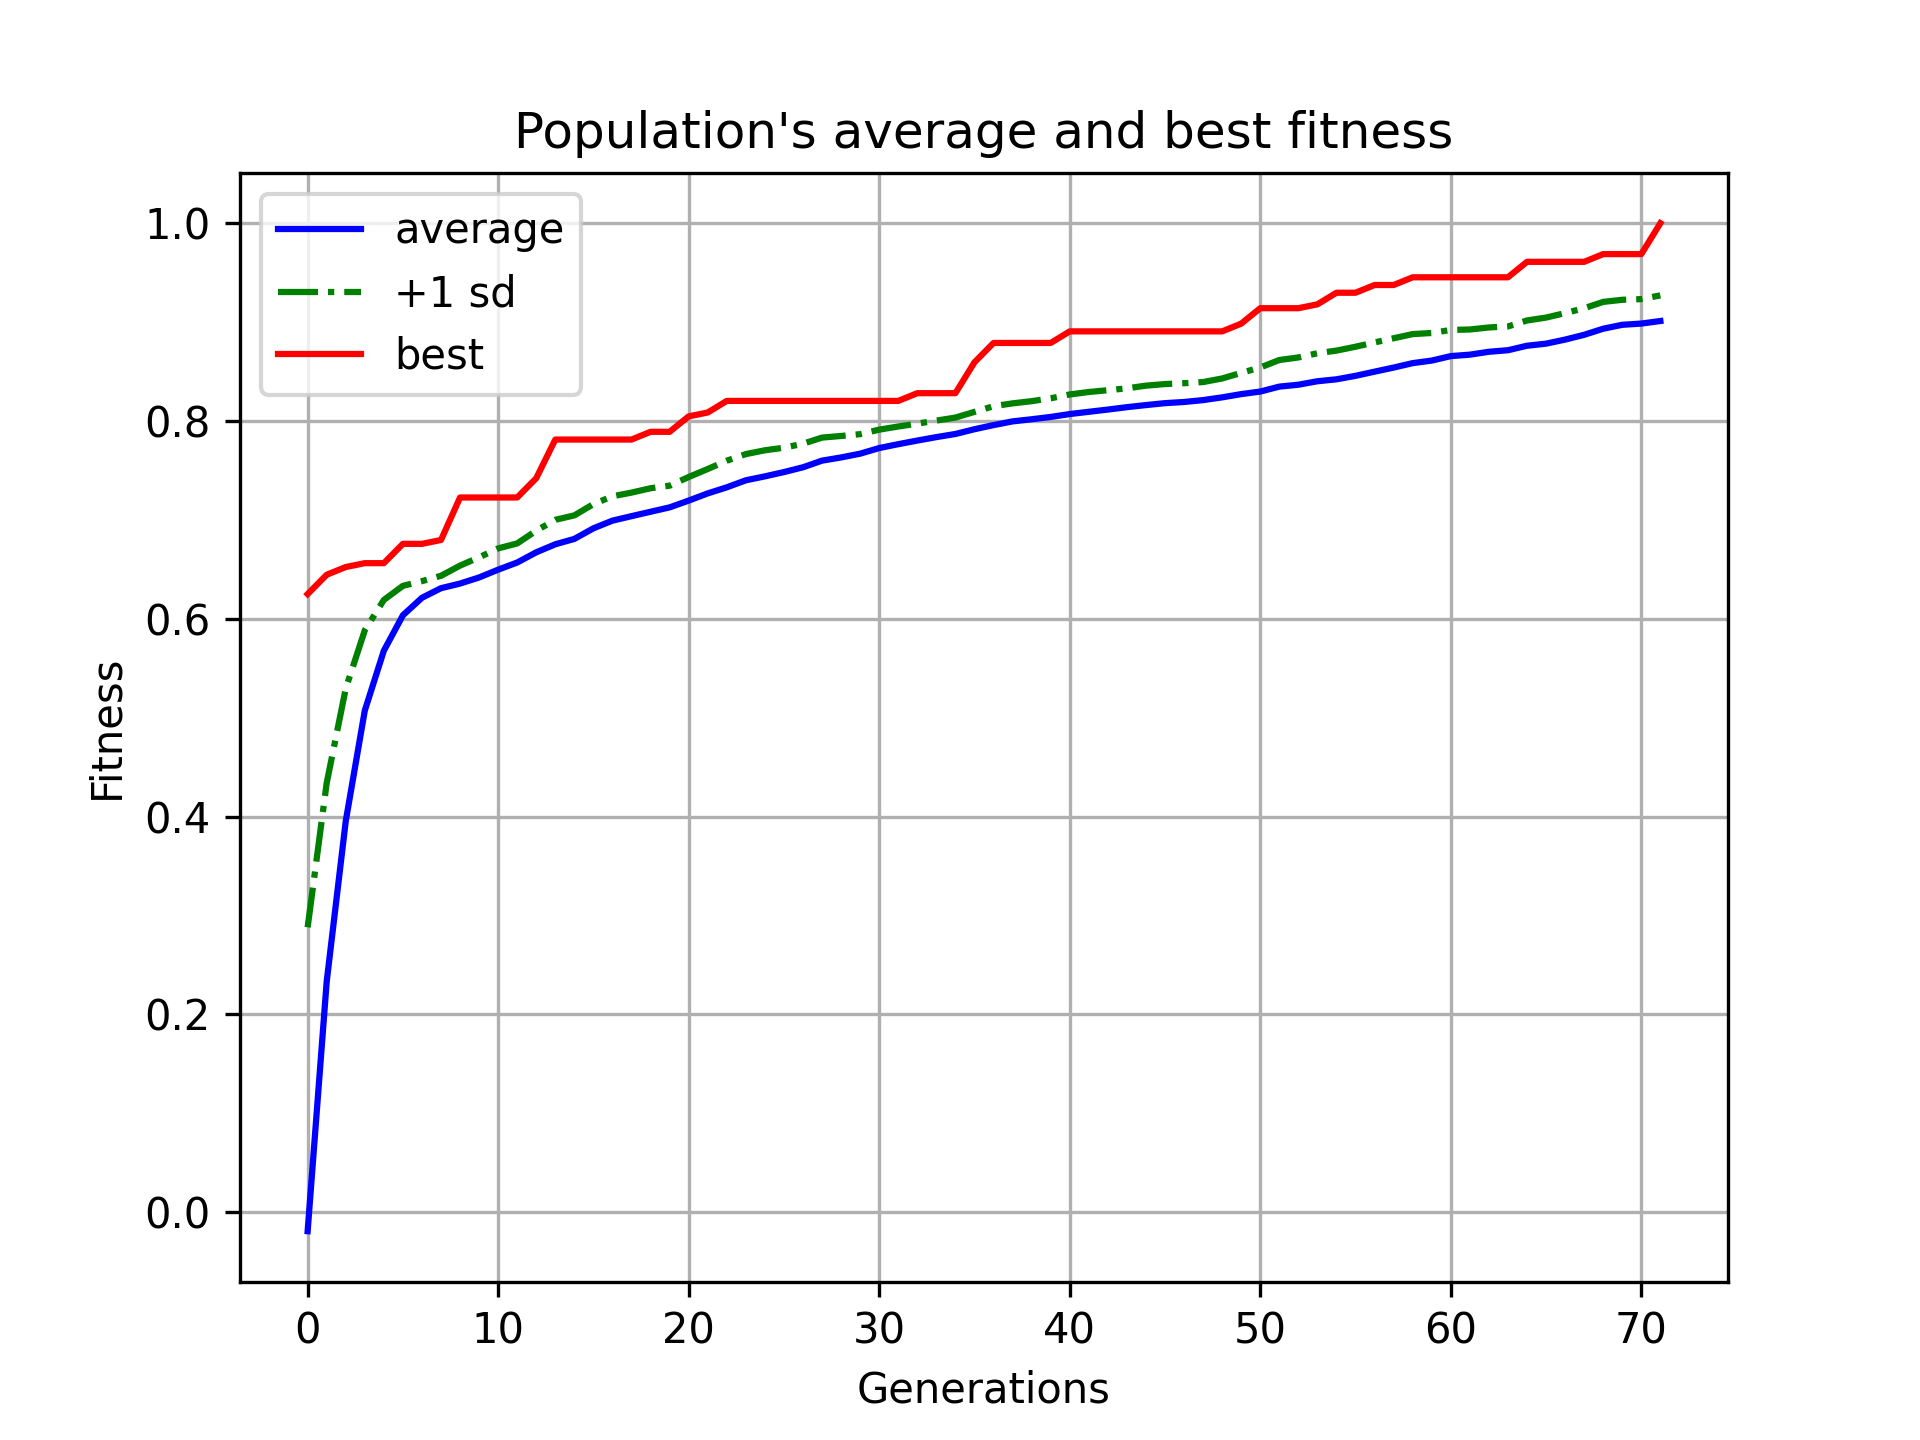 Population's average and best fitness
average
+1 sd
best
1.0
0.8
0.6
0.4
0.2
0.0
Fitness
0 10 20 30 40 50 60 70
Generations